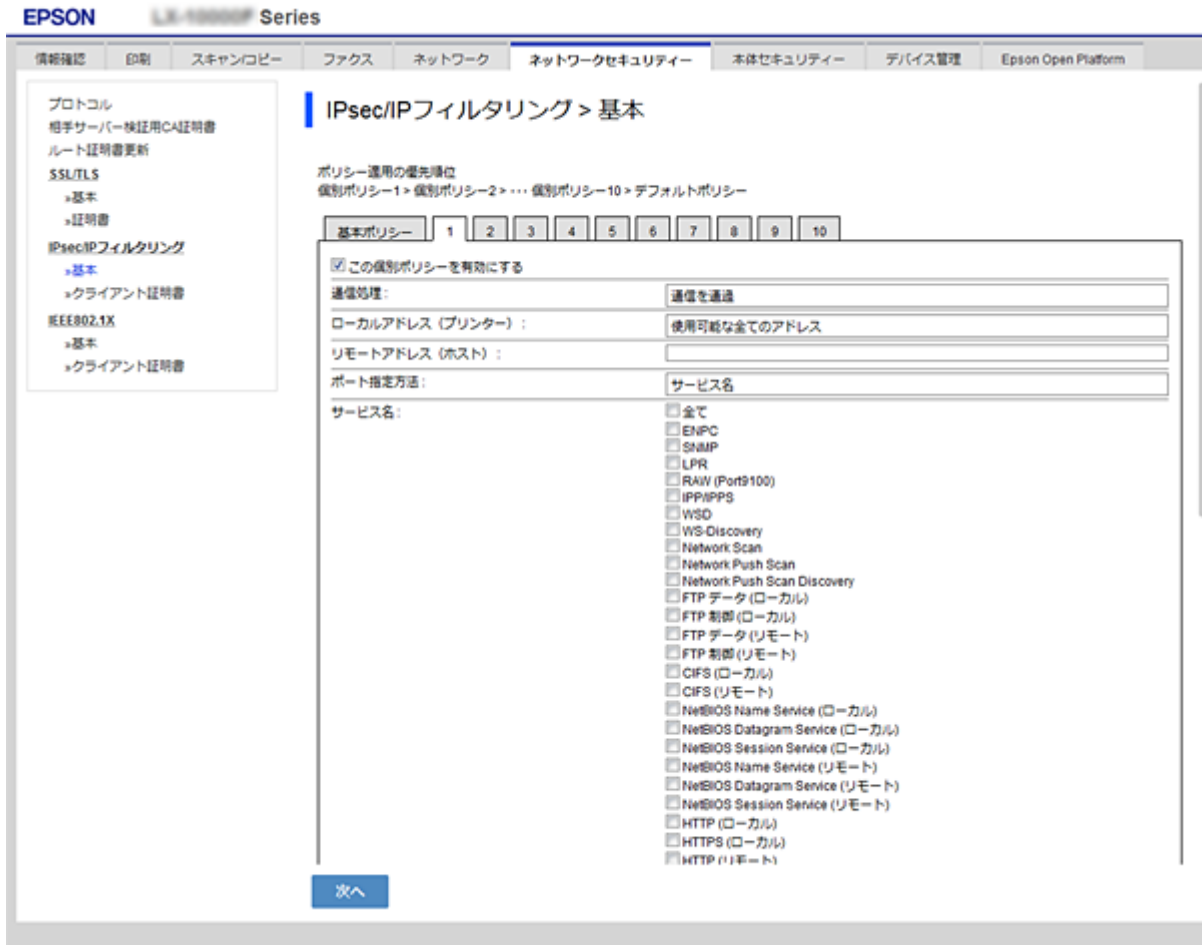 EPSON Series
情報確認 印刷 スキャン/コピー ファクス ネットワーク ネットワークセキュリティー 本体セキュリティー デバイス管理 Epson Open Platform
プロトコル
相手サーバー検証用CA証明書
ルート証明書更新
SSL/TLS
»基本
»証明書
IPsec/IPフィルタリング
»基本
»クライアント証明書
IEEE802.1X
»基本
»クライアント証明書
IPsec/IPフィルタリング > 基本
ポリシー適用の優先順位
個別ポリシー1 > 個別ポリシー2 > ··· 個別ポリシー10 > デフォルトポリシー
基本ポリシー 1 2 3 4 5 6 7 8 9 10
この個別ポリシーを有効にする
通信処理 : 通信を通過
ローカルアドレス（プリンター） : 使用可能な全てのアドレス
リモートアドレス（ホスト） :
ポート指定方法 : サービス名
サービス名 : 全て
ENPC
SNMP
LPR
RAW (Port9100)
IPP/IPPS
WSD
WS-Discovery
Network Scan
Network Push Scan
Network Push Scan Discovery
FTP データ (ローカル)
FTP 制御 (ローカル)
FTP データ (リモート)
FTP 制御 (リモート)
CIFS (ローカル)
CIFS (リモート)
NetBIOS Name Service (ローカル)
NetBIOS Datagram Service (ローカル)
NetBIOS Session Service (ローカル)
NetBIOS Name Service (リモート)
NetBIOS Datagram Service (リモート)
NetBIOS Session Service (リモート)
HTTP (ローカル)
HTTPS (ローカル)
HTTP (リモート)
次へ